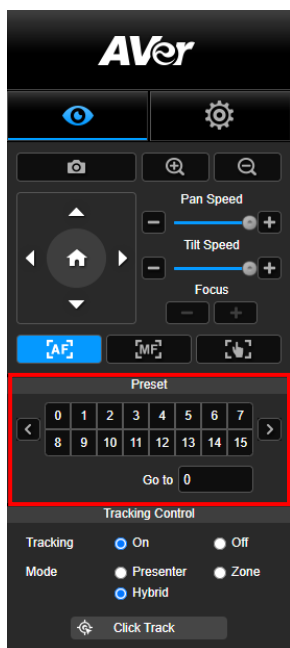 AVer
Pan Speed
Tilt Speed
Focus
AF
MF
Preset
0 1 2 3 4 5 6 7
8 9 10 11 12 13 14 15
Go to 0
Tracking Control
Tracking On Off
Mode Presenter Zone
Hybrid
Click Track